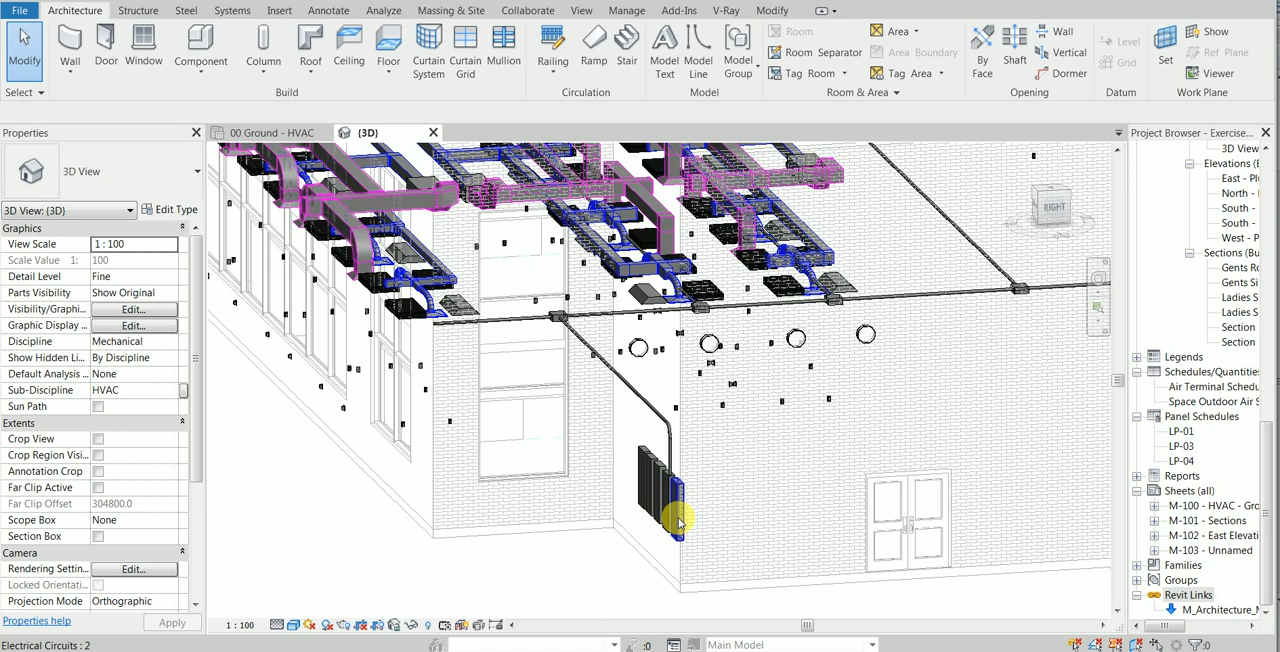 File Architecture Structure Steel Systems Insert Annotate Analyze Massing & Site Collaborate View Manage Add-Ins V-Ray Modify
Modify Wall Door Window Component Column Roof Ceiling Floor Curtain System Curtain Grid Mullion Railing Ramp Stair Model Text Model Line Model Group
Room Area
Room Separator Area Boundary
Tag Room Tag Area
By Face Shaft Wall Vertical Dormer
Level
Grid
Set Show
Ref Plane
Viewer
Select Build Circulation Model Room & Area Opening Datum Work Plane
Properties
00 Ground - HVAC
(3D)
Project Browser - Exercise...
3D View
3D View: {3D} Edit Type
Graphics
View Scale 1 : 100
Scale Value 1: 100
Detail Level Fine
Parts Visibility Show Original
Visibility/Graphi... Edit...
Graphic Display ... Edit...
Discipline Mechanical
Show Hidden Li... By Discipline
Default Analysis ... None
Sub-Discipline HVAC
Sun Path
Extents
Crop View
Crop Region Visi...
Annotation Crop
Far Clip Active
Far Clip Offset 304800.0
Scope Box None
Section Box
Camera
Rendering Settin... Edit...
Locked Orientati...
Projection Mode Orthographic
Properties help Apply
RIGHT
3D View
Elevations (E
East - Pl
North -
South -
South -
West - P
Sections (Bu
Gents R
Gents Si
Ladies
Ladies S
Section
Section
Legends
Schedules/Quantities
Air Terminal Schedu
Space Outdoor Air S
Panel Schedules
LP-01
LP-03
LP-04
Reports
Sheets (all)
M-100 - HVAC - Gro
M-101 - Sections
M-102 - East Elevati
M-103 - Unnamed
Families
Groups
Revit Links
M_Architecture_M
1 : 100
Electrical Circuits : 2
:0
Main Model
:0